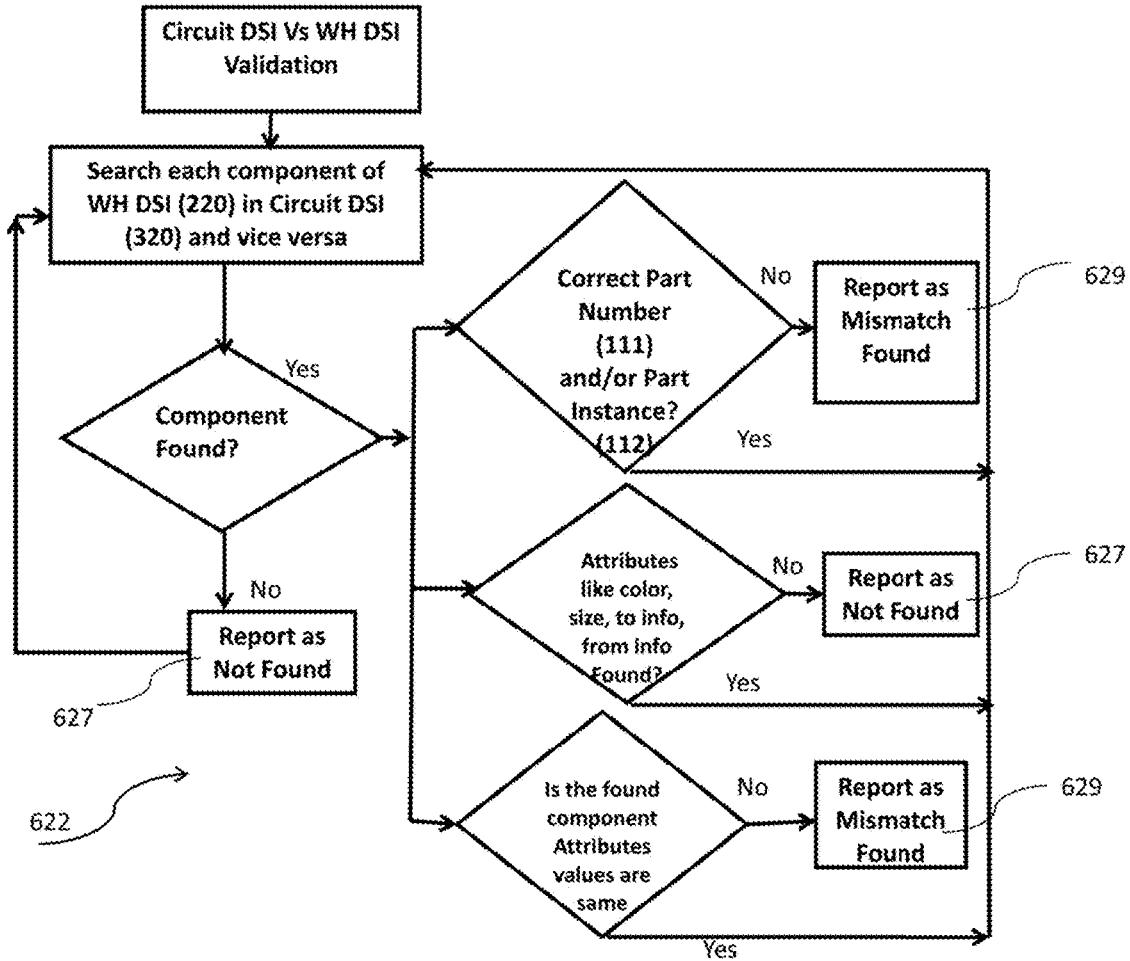 Circuit DSI Vs WH DSI
Validation
Search each component of
WH DSI (220) in Circuit DSI
(320) and vice versa
Component
Found?
Yes
No
Report as
Not Found
627
622
Correct Part
Number
(111)
and/or Part
Instance?
(112)
No
Yes
Report as
Mismatch
Found
629
Attributes
like color,
size, to info,
from info
Found?
No
Yes
Report as
Not Found
627
Is the found
component
Attributes
values are
same
No
Yes
Report as
Mismatch
Found
629